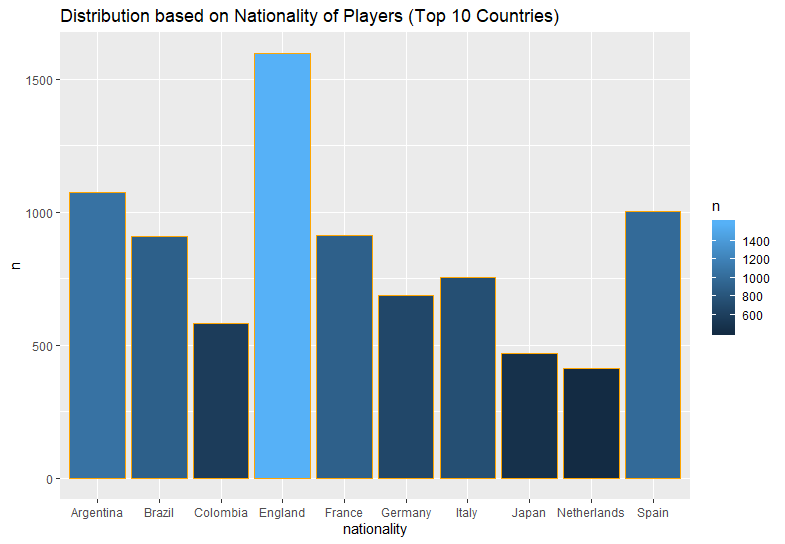 Distribution based on Nationality of Players (Top 10 Countries)
n
1500
1000
500
0
Argentina Brazil Colombia England France Germany Italy Japan Netherlands Spain
nationality
n
1400
1000
800
600
1200